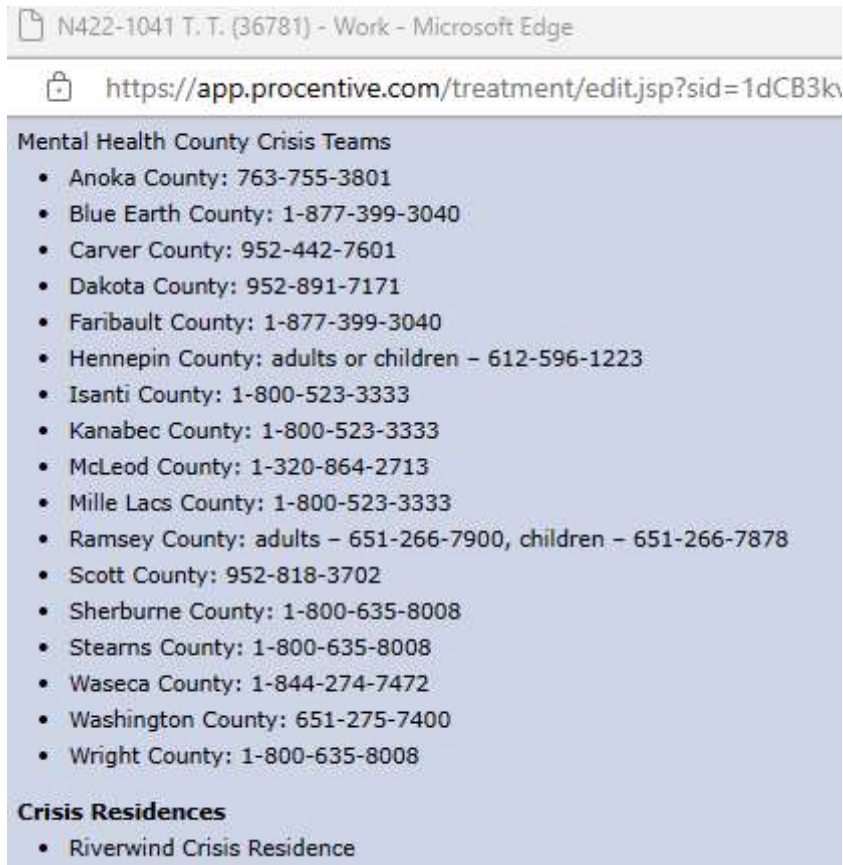 N422-1041 T. T. (36781) - Work - Microsoft Edge
https://app.procentive.com/treatment/edit.jsp?sid=1dCB3kv
Mental Health County Crisis Teams
• Anoka County: 763-755-3801
• Blue Earth County: 1-877-399-3040
• Carver County: 952-442-7601
• Dakota County: 952-891-7171
• Faribault County: 1-877-399-3040
• Hennepin County: adults or children – 612-596-1223
• Isanti County: 1-800-523-3333
• Kanabec County: 1-800-523-3333
• McLeod County: 1-320-864-2713
• Mille Lacs County: 1-800-523-3333
• Ramsey County: adults – 651-266-7900, children – 651-266-7878
• Scott County: 952-818-3702
• Sherburne County: 1-800-635-8008
• Stearns County: 1-800-635-8008
• Waseca County: 1-844-274-7472
• Washington County: 651-275-7400
• Wright County: 1-800-635-8008
Crisis Residences
• Riverwind Crisis Residence